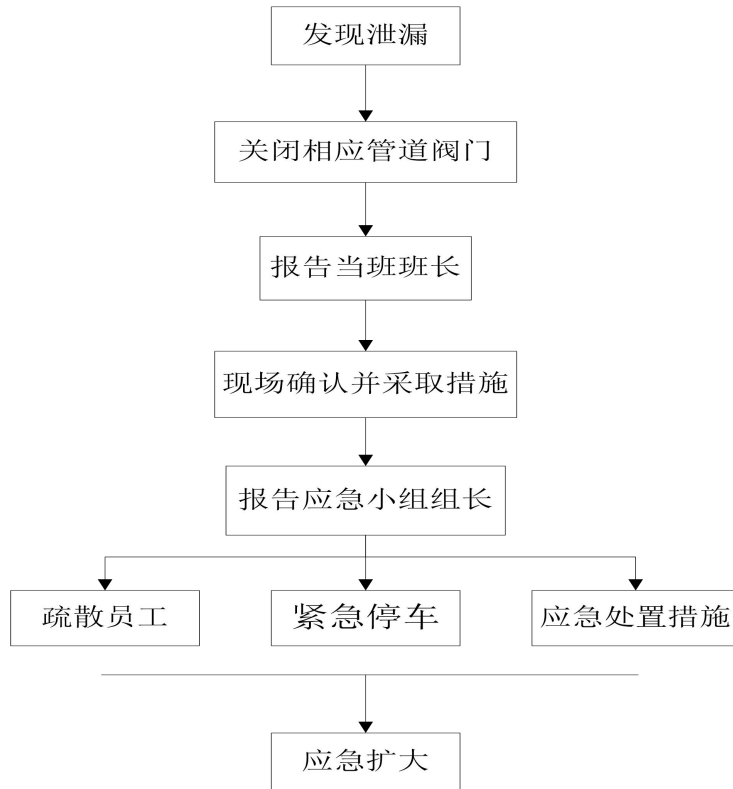 发现泄漏
关闭相应管道阀门
报告当班班长
现场确认并采取措施
报告应急小组组长
疏散员工
紧急停车
应急处置措施
应急扩大